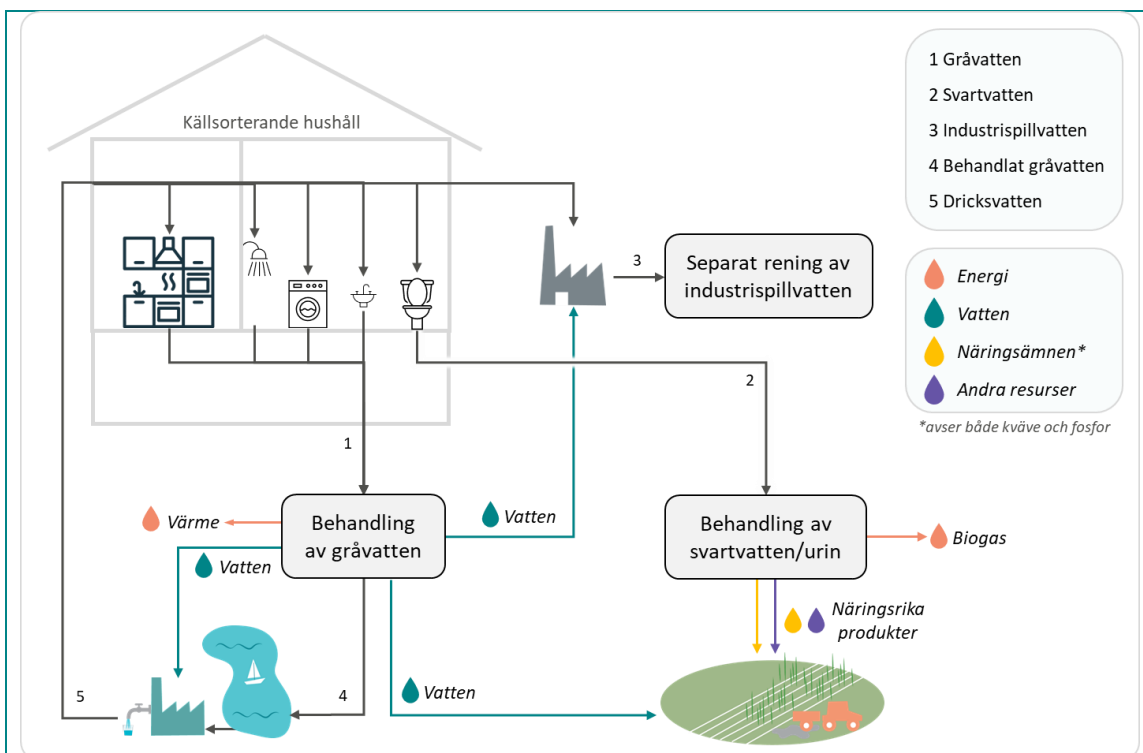 Källsorterande hushåll
1 Gråvatten
2 Svartvatten
3 Industrispillvatten
4 Behandlat gråvatten
5 Dricksvatten
Energi
Vatten
Näringsämnen*
Andra resurser
*avser både kväve och fosfor
3
Separat rening av
industrispillvatten
2
1
Värme
Behandling
av gråvatten
Vatten
Vatten
Behandling av
svartvatten/urin
Biogas
Näringsrika
produkter
5
4
Vatten